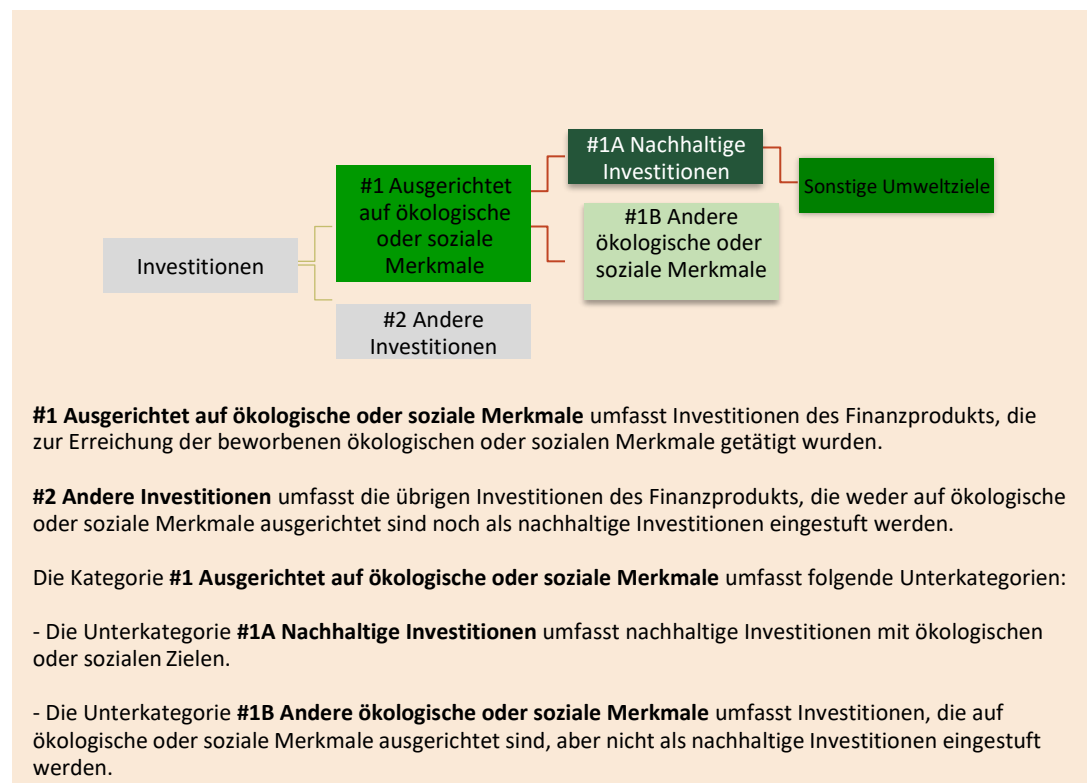 #1A Nachhaltige
Investitionen
Sonstige Umweltziele
#1 Ausgerichtet
auf ökologische
oder soziale
Merkmale
#1B Andere
ökologische oder
soziale Merkmale
Investitionen
#2 Andere
Investitionen
#1 Ausgerichtet auf ökologische oder soziale Merkmale umfasst Investitionen des Finanzprodukts, die
zur Erreichung der beworbenen ökologischen oder sozialen Merkmale getätigt wurden.
#2 Andere Investitionen umfasst die übrigen Investitionen des Finanzprodukts, die weder auf ökologische
oder soziale Merkmale ausgerichtet sind noch als nachhaltige Investitionen eingestuft werden.
Die Kategorie #1 Ausgerichtet auf ökologische oder soziale Merkmale umfasst folgende Unterkategorien:
- Die Unterkategorie #1A Nachhaltige Investitionen umfasst nachhaltige Investitionen mit ökologischen
oder sozialen Zielen.
- Die Unterkategorie #1B Andere ökologische oder soziale Merkmale umfasst Investitionen, die auf
ökologische oder soziale Merkmale ausgerichtet sind, aber nicht als nachhaltige Investitionen eingestuft
werden.